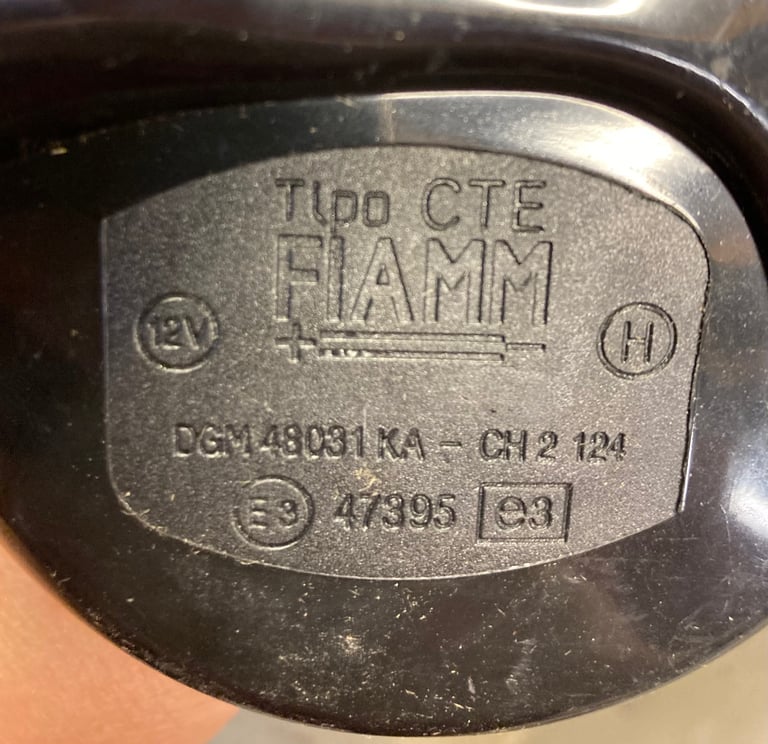 Tipo CTE
FIAMM
+ -
12V
H
DGM 48031 KA - CH 2 124
E3 47395 e3